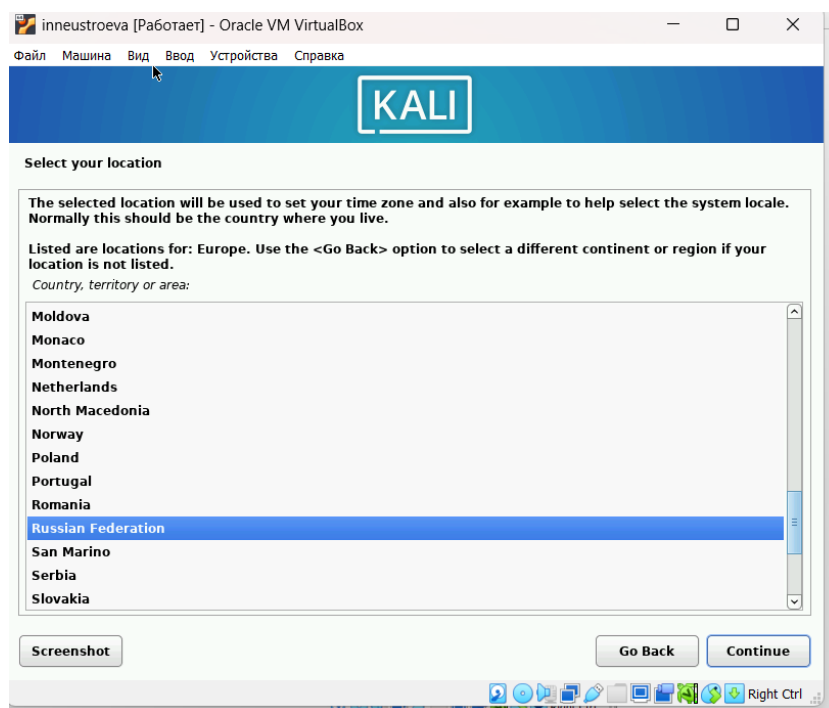 inneustroeva [Работает] - Oracle VM VirtualBox
Файл Машина Вид Ввод Устройства Справка
KALI
Select your location
The selected location will be used to set your time zone and also for example to help select the system locale.
Normally this should be the country where you live.
Listed are locations for: Europe. Use the <Go Back> option to select a different continent or region if your
location is not listed.
Country, territory or area:
Moldova
Monaco
Montenegro
Netherlands
North Macedonia
Norway
Poland
Portugal
Romania
Russian Federation
San Marino
Serbia
Slovakia
Screenshot Go Back Continue
Right Ctrl